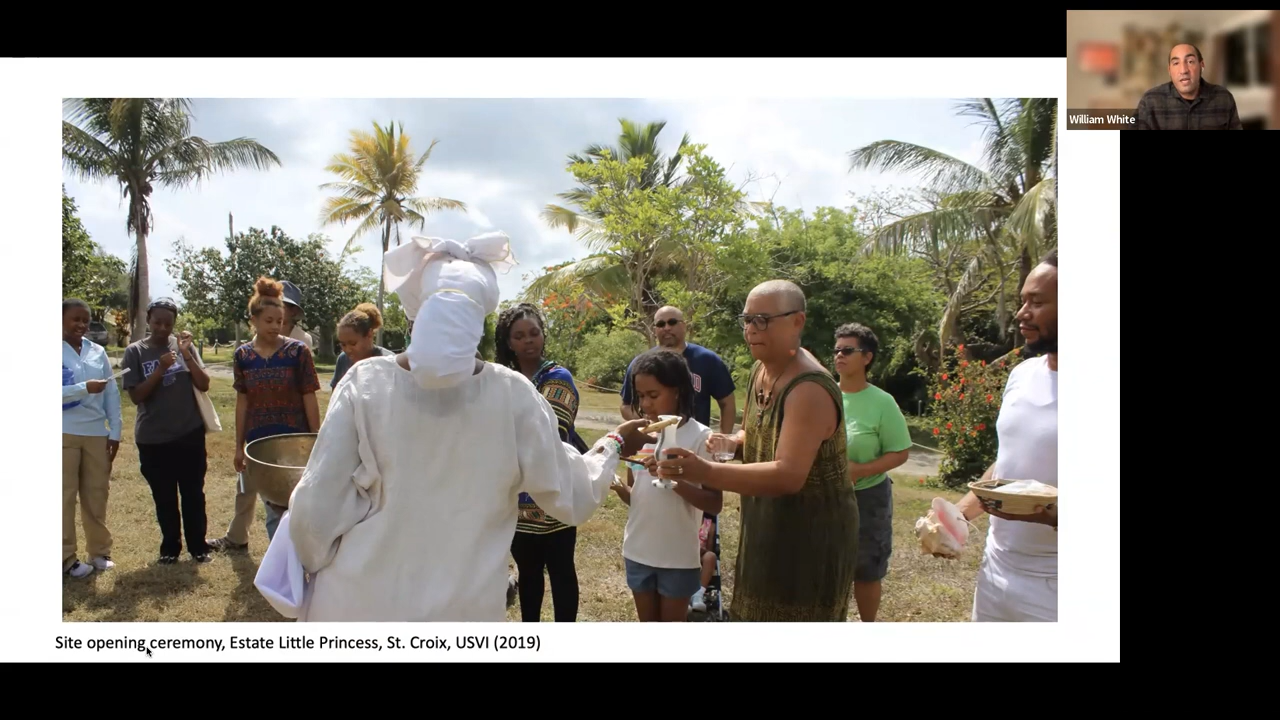 William White
Site opening ceremony, Estate Little Princess, St. Croix, USVI (2019)